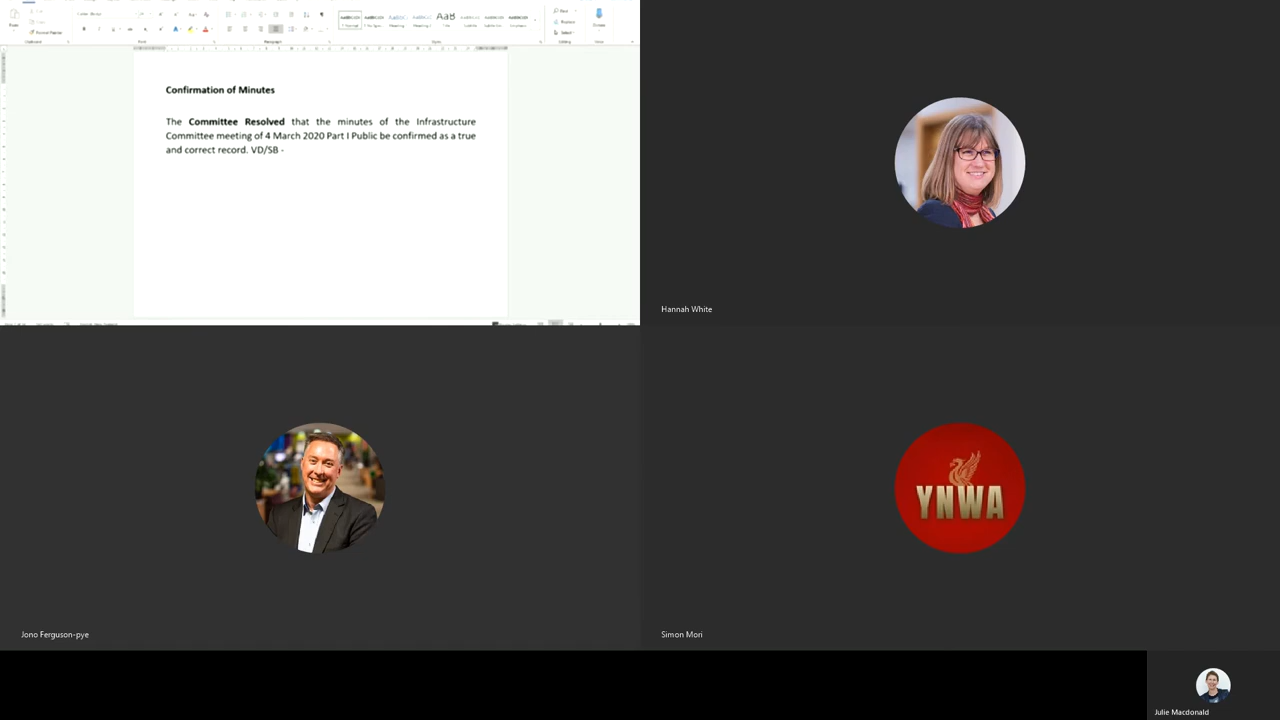 Confirmation of Minutes
The Committee Resolved that the minutes of the Infrastructure
Committee meeting of 4 March 2020 Part I Public be confirmed as a true
and correct record. VD/SB -
Hannah White
YNWA
Jono Ferguson-pye
Simon Mori
Julie Macdonald